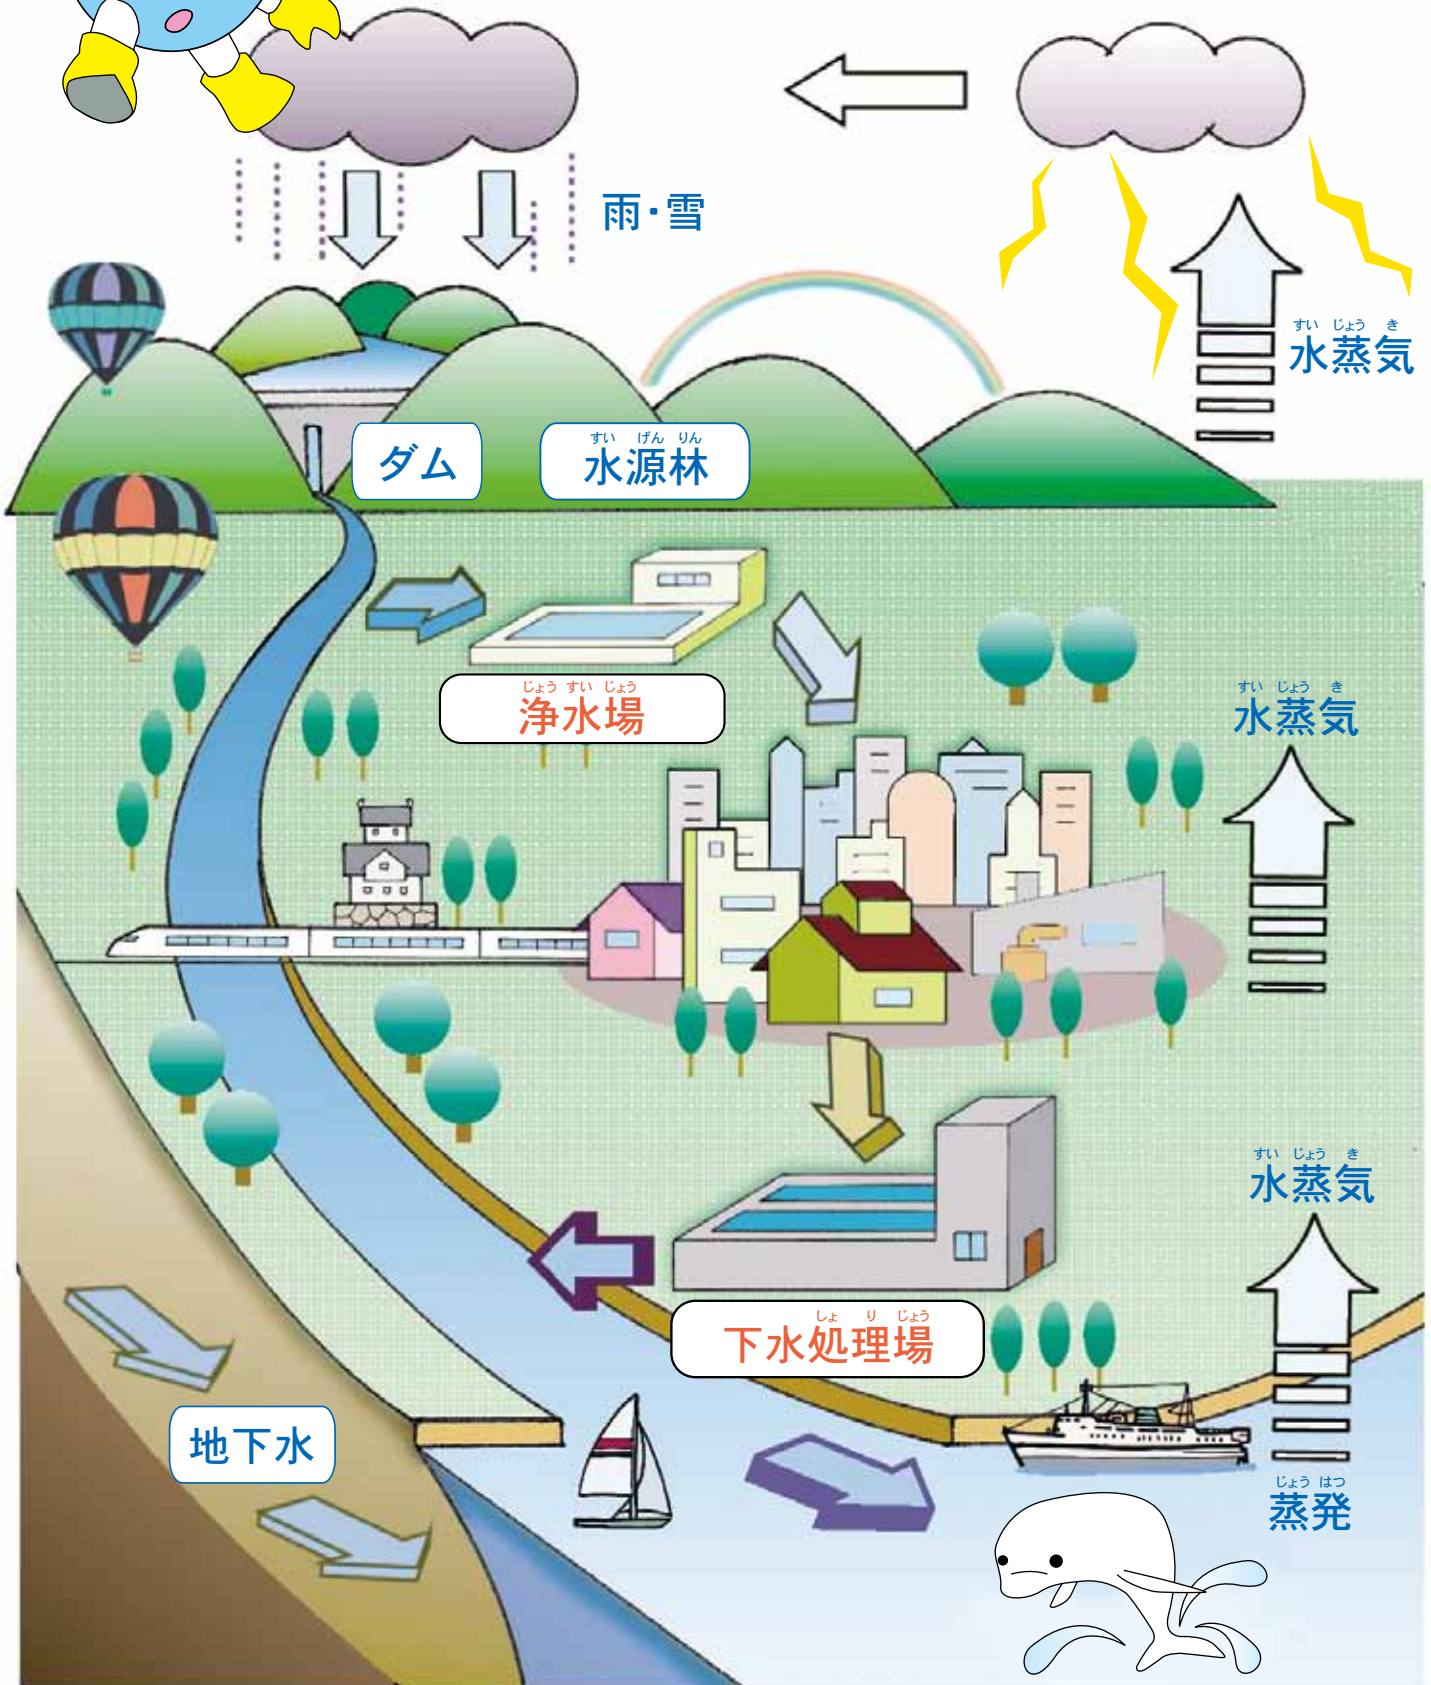 雨・雪
すい じょう き
水蒸気
ダム
すい げん りん
水源林
じょう すい じょう
浄水場
すい じょう き
水蒸気
すい じょう き
水蒸気
しょ り じょう
下水処理場
地下水
じょう はつ
蒸発